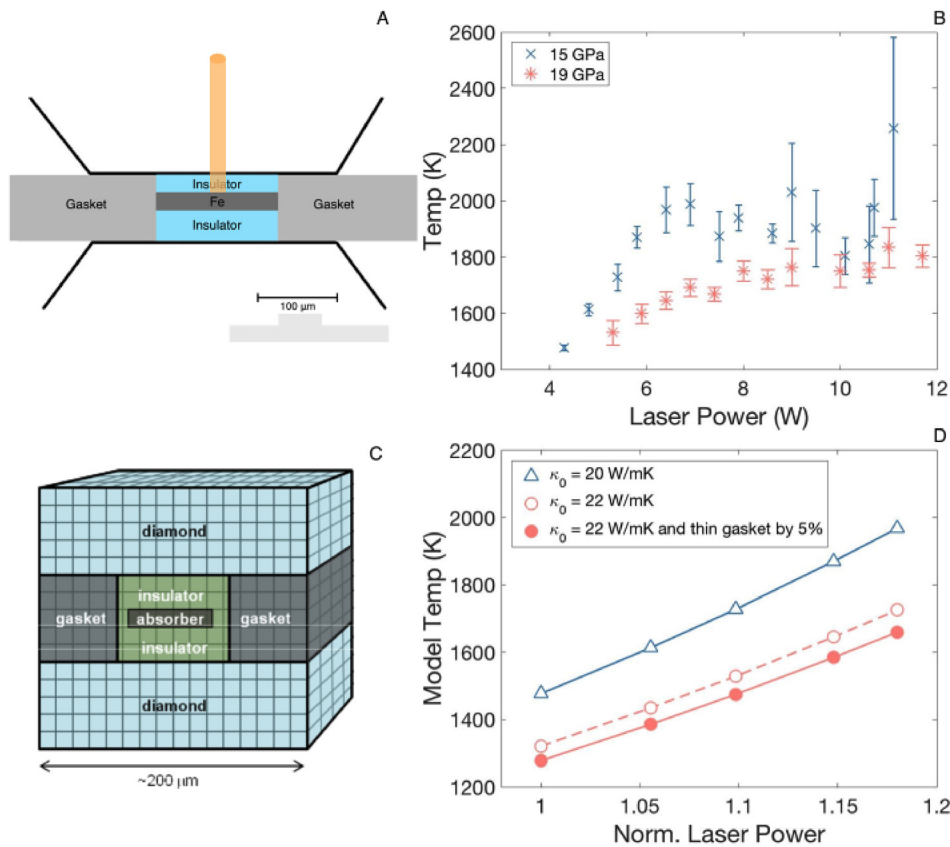 A
Insulator
Gasket
Fe
Gasket
Insulator
100 μm
B
15 GPa
19 GPa
Temp (K)
2600
2400
2200
2000
1800
1600
1400
4 6 8 10 12
Laser Power (W)
C
diamond
insulator
gasket absorber gasket
insulator
diamond
~200 μm
D
κ₀ = 20 W/mK
κ₀ = 22 W/mK
κ₀ = 22 W/mK and thin gasket by 5%
Model Temp (K)
2200
2000
1800
1600
1400
1200
1 1.05 1.1 1.15 1.2
Norm. Laser Power